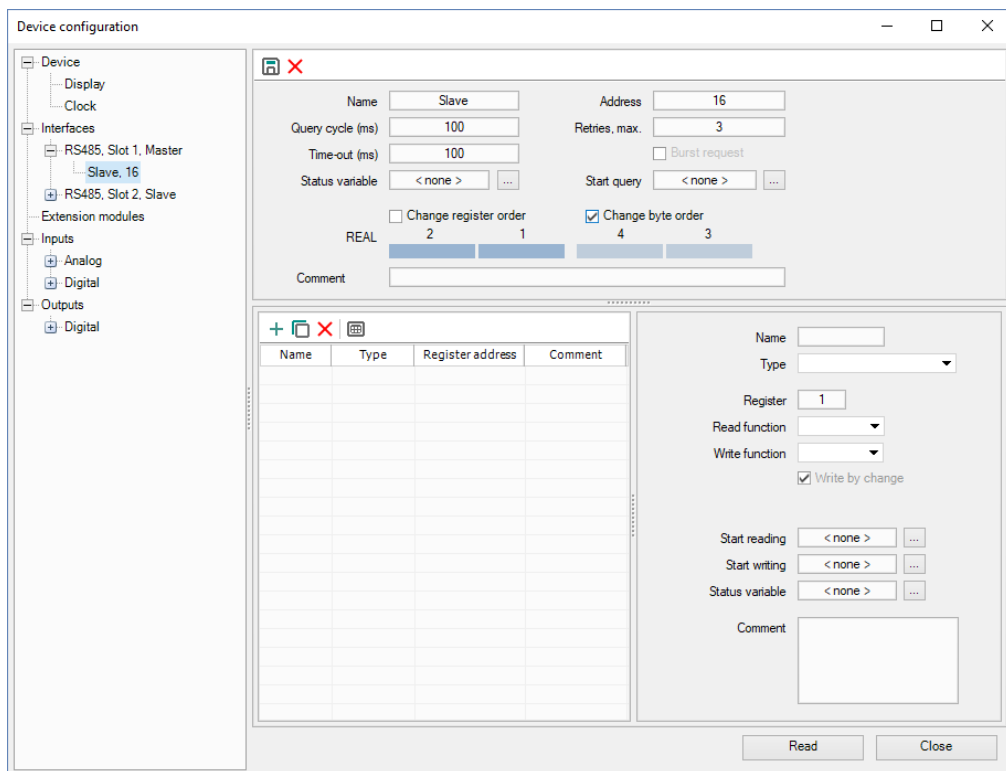 Device configuration
Device
Display
Clock
Interfaces
RS485, Slot 1, Master
Slave, 16
RS485, Slot 2, Slave
Extension modules
Inputs
Analog
Digital
Outputs
Digital
Name Slave Address 16
Query cycle (ms) 100 Retries, max. 3
Time-out (ms) 100 Burst request
Status variable < none > ... Start query < none > ...
Change register order Change byte order
REAL 2 1 4 3
Comment
Name Type Register address Comment
Name
Type
Register 1
Read function
Write function
Write by change
Start reading < none > ...
Start writing < none > ...
Status variable < none > ...
Comment
Read Close